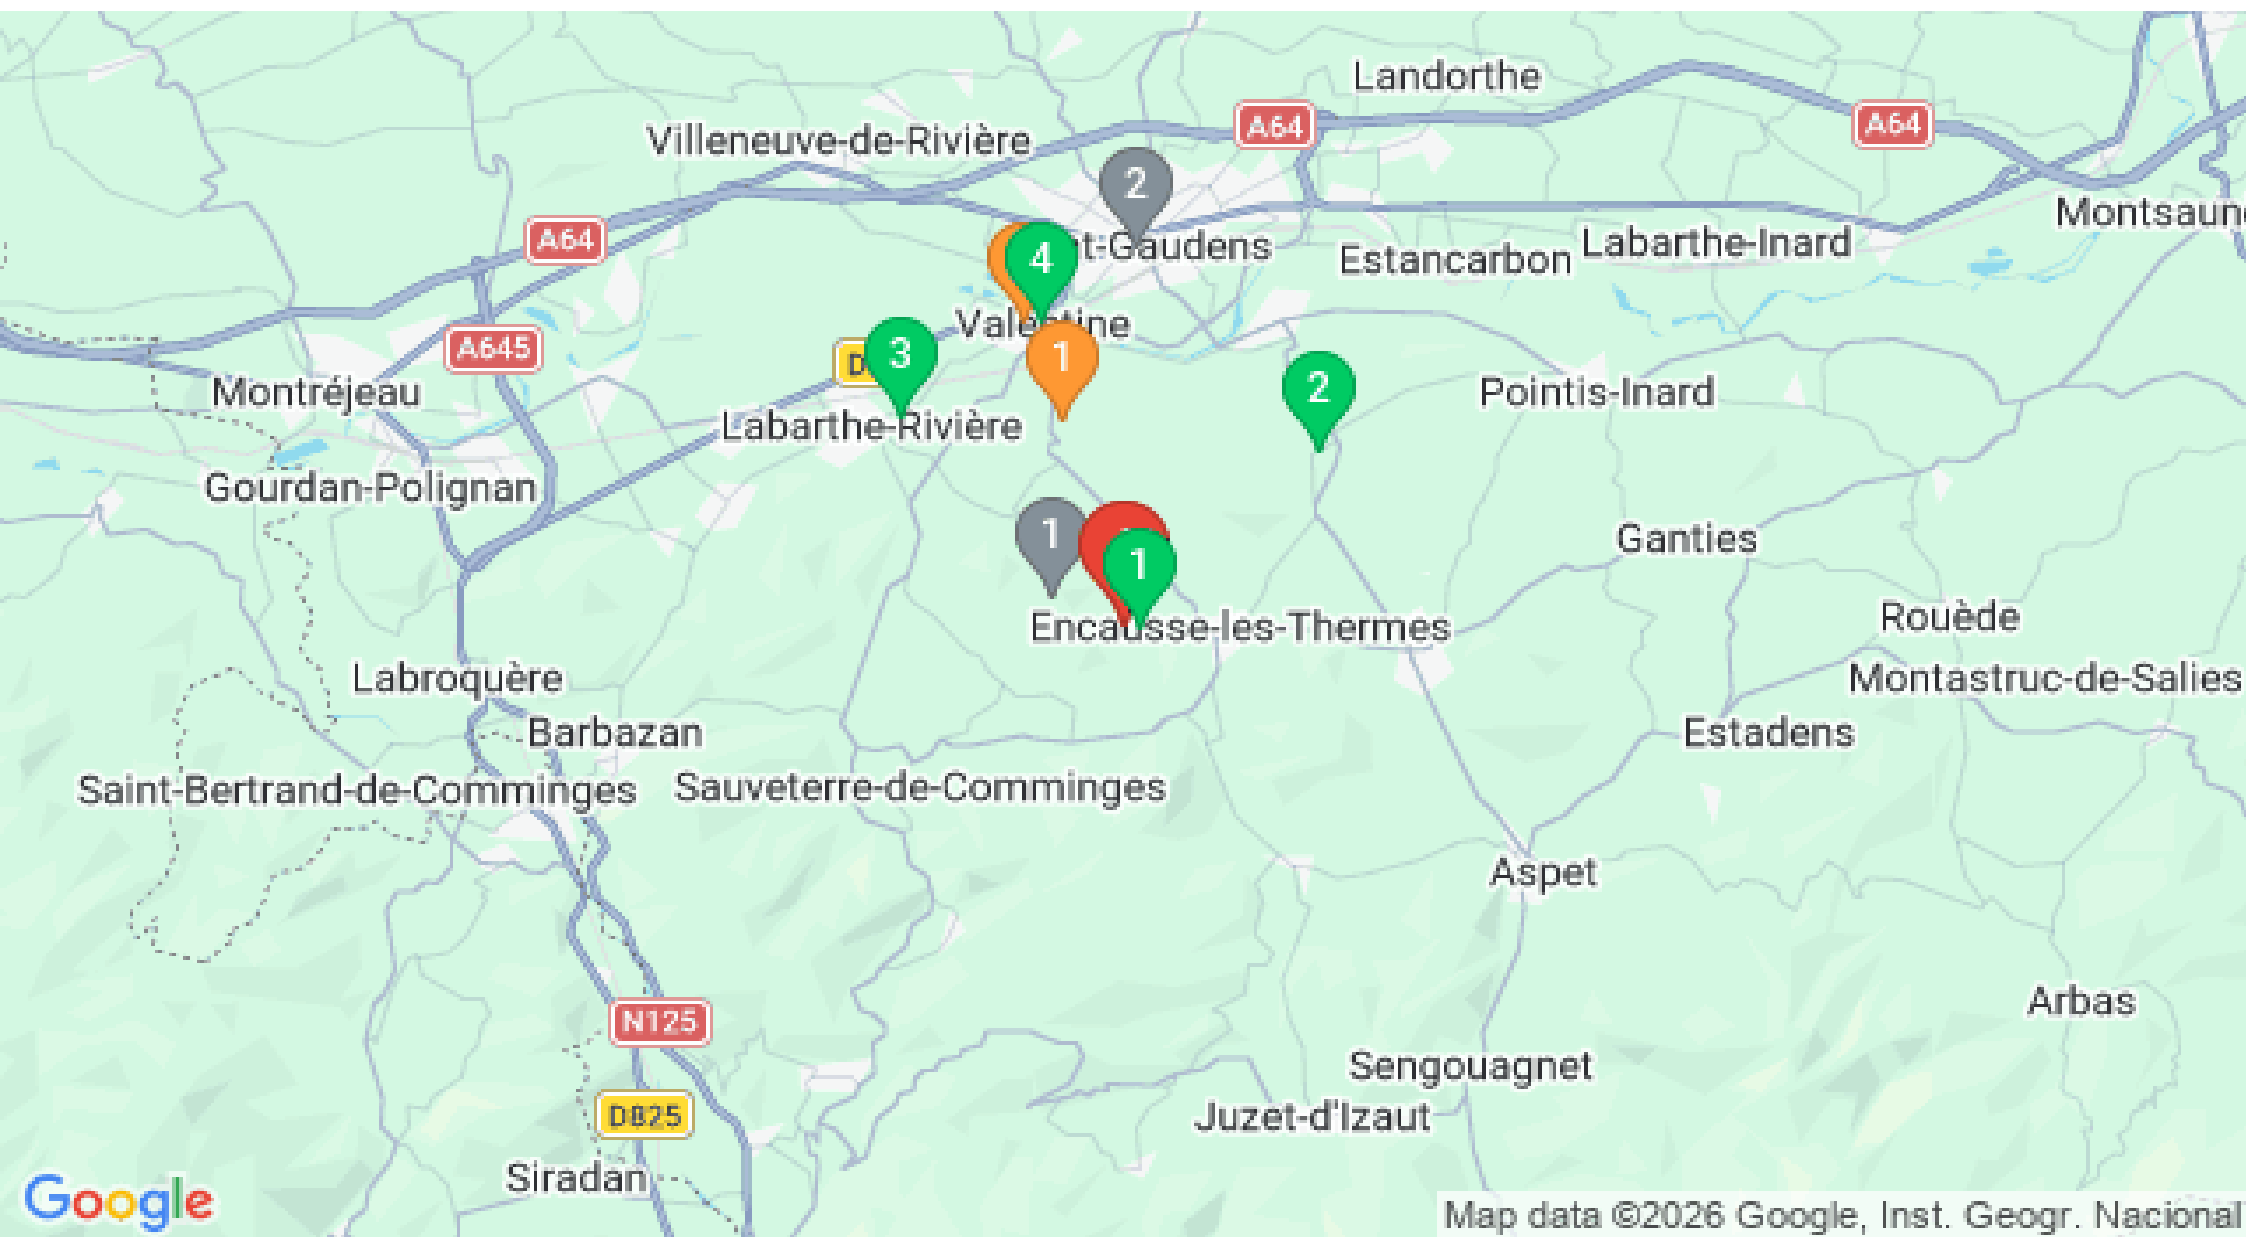 Landorthe
A64
A64
Villeneuve-de-Rivière
2
Montsaun
A64
4
t-Gaudens
Estancarbon
Labarthe-Inard
Valentine
A645
D
3
1
2
Montréjeau
Pointis-Inard
Labarthe-Rivière
Gourdan-Polignan
1
1
Ganties
Encausse-les-Thermes
Rouède
Labroquère
Montastruc-de-Salies
Barbazan
Estadens
Saint-Bertrand-de-Comminges
Sauveterre-de-Comminges
Aspet
Arbas
N125
Sengouagnet
D825
Juzet-d'Izaut
Siradan
Google
Map data ©2026 Google, Inst. Geogr. Nacional